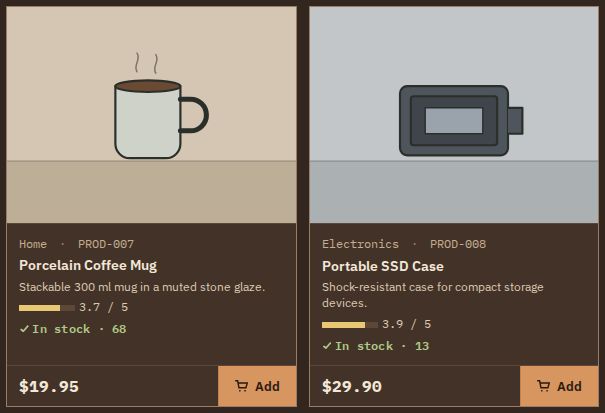 Home · PROD-007
Porcelain Coffee Mug
Stackable 300 ml mug in a muted stone glaze.
3.7 / 5
In stock · 68
$19.95
Add
Electronics · PROD-008
Portable SSD Case
Shock-resistant case for compact storage
devices.
3.9 / 5
In stock · 13
$29.90
Add